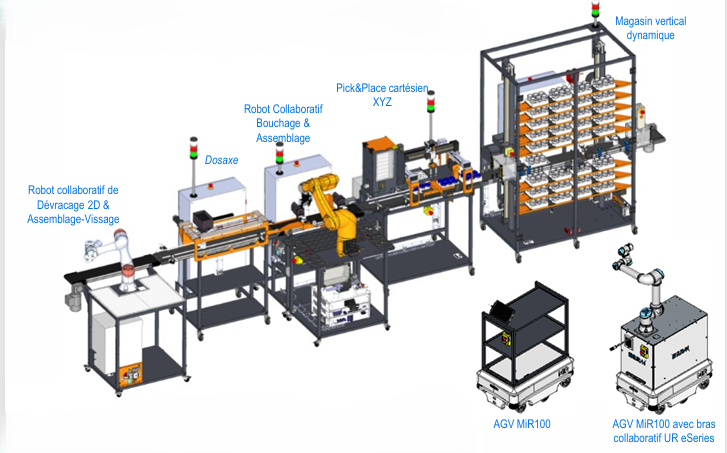 Magasin vertical
dynamique
Pick&Place cartésien
XYZ
Robot Collaboratif
Bouchage &
Assemblage
Dosaxe
Robot collaboratif de
Dévracage 2D &
Assemblage-Vissage
AGV MiR100
AGV MiR100 avec bras
collaboratif UR eSeries